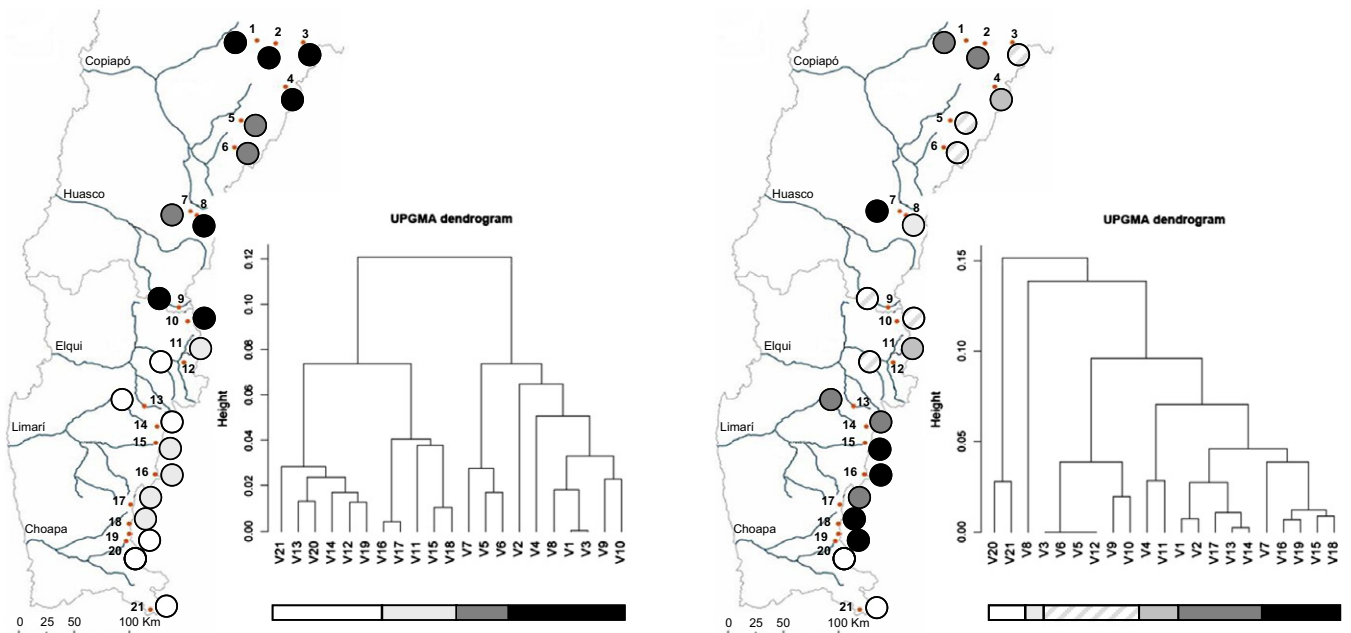 1
2
3
Copiapó
4
5
6
Huasco
7
8
9
10
Elqui
11
12
13
Limarí
14
15
16
17
Choapa
18
19
20
21
0 25 50 100 Km
UPGMA dendrogram
Height
0.12
0.10
0.08
0.06
0.04
0.02
0.00
V21 V13 V20 V14 V12 V19 V16 V17 V11 V15 V18 V7 V5 V6 V2 V4 V8 V1 V3 V9 V10
1
2
3
Copiapó
4
5
6
Huasco
7
8
9
10
Elqui
11
12
13
Limarí
14
15
16
17
Choapa
18
19
20
21
0 25 50 100 Km
UPGMA dendrogram
Height
0.15
0.10
0.05
0.00
V20 V21 V8 V3 V6 V5 V12 V9 V10 V4 V11 V1 V2 V17 V13 V14 V7 V16 V19 V15 V18